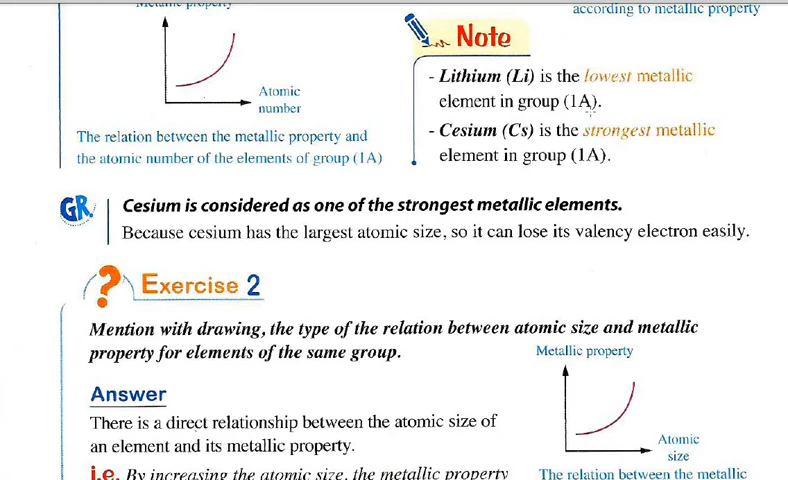 Metallic property
according to metallic property
Note
Atomic
number
- Lithium (Li) is the lowest metallic
element in group (1A).
- Cesium (Cs) is the strongest metallic
element in group (1A).
The relation between the metallic property and
the atomic number of the elements of group (1A)
GR.
Cesium is considered as one of the strongest metallic elements.
Because cesium has the largest atomic size, so it can lose its valency electron easily.
? Exercise 2
Mention with drawing, the type of the relation between atomic size and metallic
property for elements of the same group.
Metallic property
Answer
There is a direct relationship between the atomic size of
an element and its metallic property.
Atomic
size
i.e. By increasing the atomic size, the metallic property
The relation between the metallic